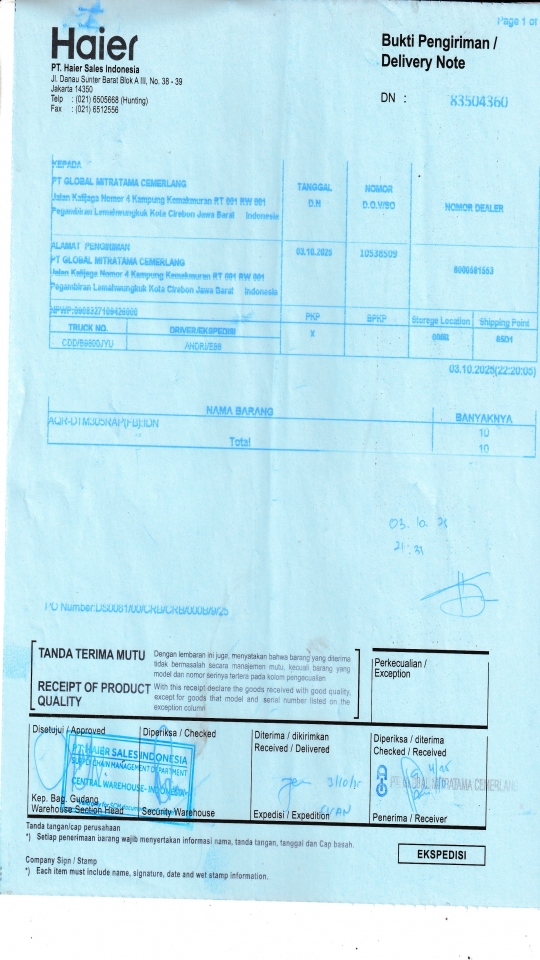 Page 1 of
Haier
PT. Haier Sales Indonesia
Jl. Danau Sunter Barat Blok A III, No. 38 - 39
Jakarta 14350
Telp : (021) 6505668 (Hunting)
Fax : (021) 6512556
Bukti Pengiriman /
Delivery Note
DN : 83504360
KEPADA
PT GLOBAL MITRATAMA CEMERLANG
Jalan Kalijaga Nomor 4 Kampung Kemakmuran RT 001 RW 001
Pegambiran Lemahwungkuk Kota Cirebon Jawa Barat Indonesia
TANGGAL
D.N
NOMOR
D.O.V/SO
NOMOR DEALER
ALAMAT PENGIRIMAN
PT GLOBAL MITRATAMA CEMERLANG
Jalan Kalijaga Nomor 4 Kampung Kemakmuran RT 001 RW 001
Pegambiran Lemahwungkuk Kota Cirebon Jawa Barat Indonesia
03.10.2025
10538509
TRUCK NO.
DRIVER/EKSPEDISI
PKP
BPKP
Storage Location
Shipping Point
X
03.10.2025(22:20:05)
NAMA BARANG
BANYAKNYA
10
Total
10
03.10.25
21:31
TANDA TERIMA MUTU
Dengan lembaran ini juga, menyatakan bahwa barang yang diterima
tidak bermasalah secara manajemen mutu, kecuali barang yang
model dan nomor serinya tertera pada kolom pengecualian
RECEIPT OF PRODUCT
QUALITY
With this receipt declare the goods received with good quality,
except for goods that model and serial number listed on the
exception column
Perkecualian /
Exception
Disetujui / Approved
Diperiksa / Checked
Diterima / dikirimkan
Received / Delivered
Diperiksa / diterima
Checked / Received
PT.HAIER SALES INDONESIA
SUPPLY CHAIN MANAGEMENT DEPARTMENT
CENTRAL WAREHOUSE- INDONESIA
3/10/25
PT. GLOBAL MITRATAMA CEMERLANG
Kep. Bag. Gudang
Warehouse Section Head
Security Warehouse
Expedisi / Expedition
Penerima / Receiver
Tanda tangan/cap perusahaan
*) Setiap penerimaan barang wajib menyertakan informasi nama, tanda tangan, tanggal dan Cap basah.
EKSPEDISI
Company Sign / Stamp
*) Each item must include name, signature, date and wet stamp information.